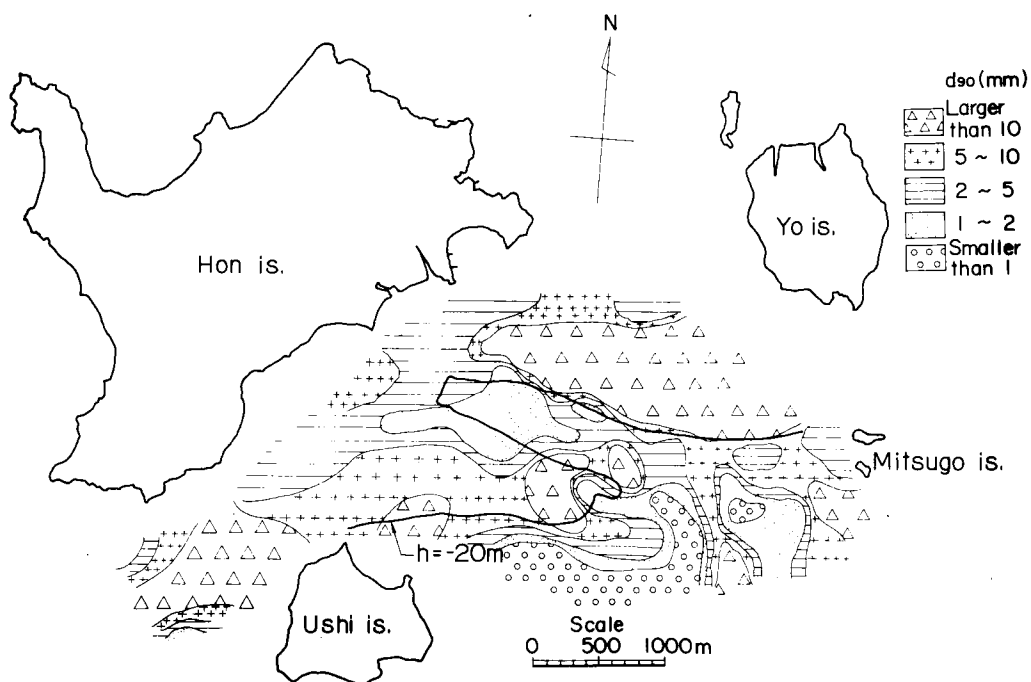 N
d90 (mm)
Larger
than 10
5 ~ 10
2 ~ 5
1 ~ 2
Smaller
than 1
Hon is.
Yo is.
Mitsugo is.
h=-20m
Ushi is.
Scale
0 500 1000m